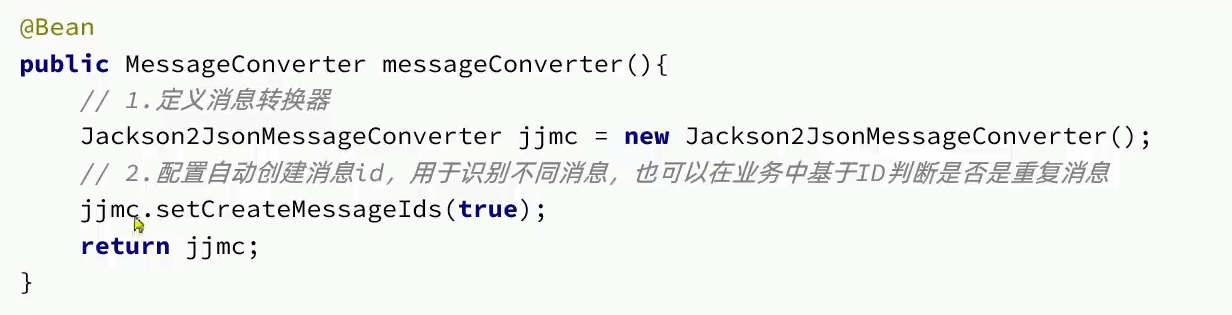 @Bean
public MessageConverter messageConverter(){
// 1.定义消息转换器
Jackson2JsonMessageConverter jjmc = new Jackson2JsonMessageConverter();
// 2.配置自动创建消息id，用于识别不同消息，也可以在业务中基于ID判断是否是重复消息
jjmc.setCreateMessageIds(true);
return jjmc;
}